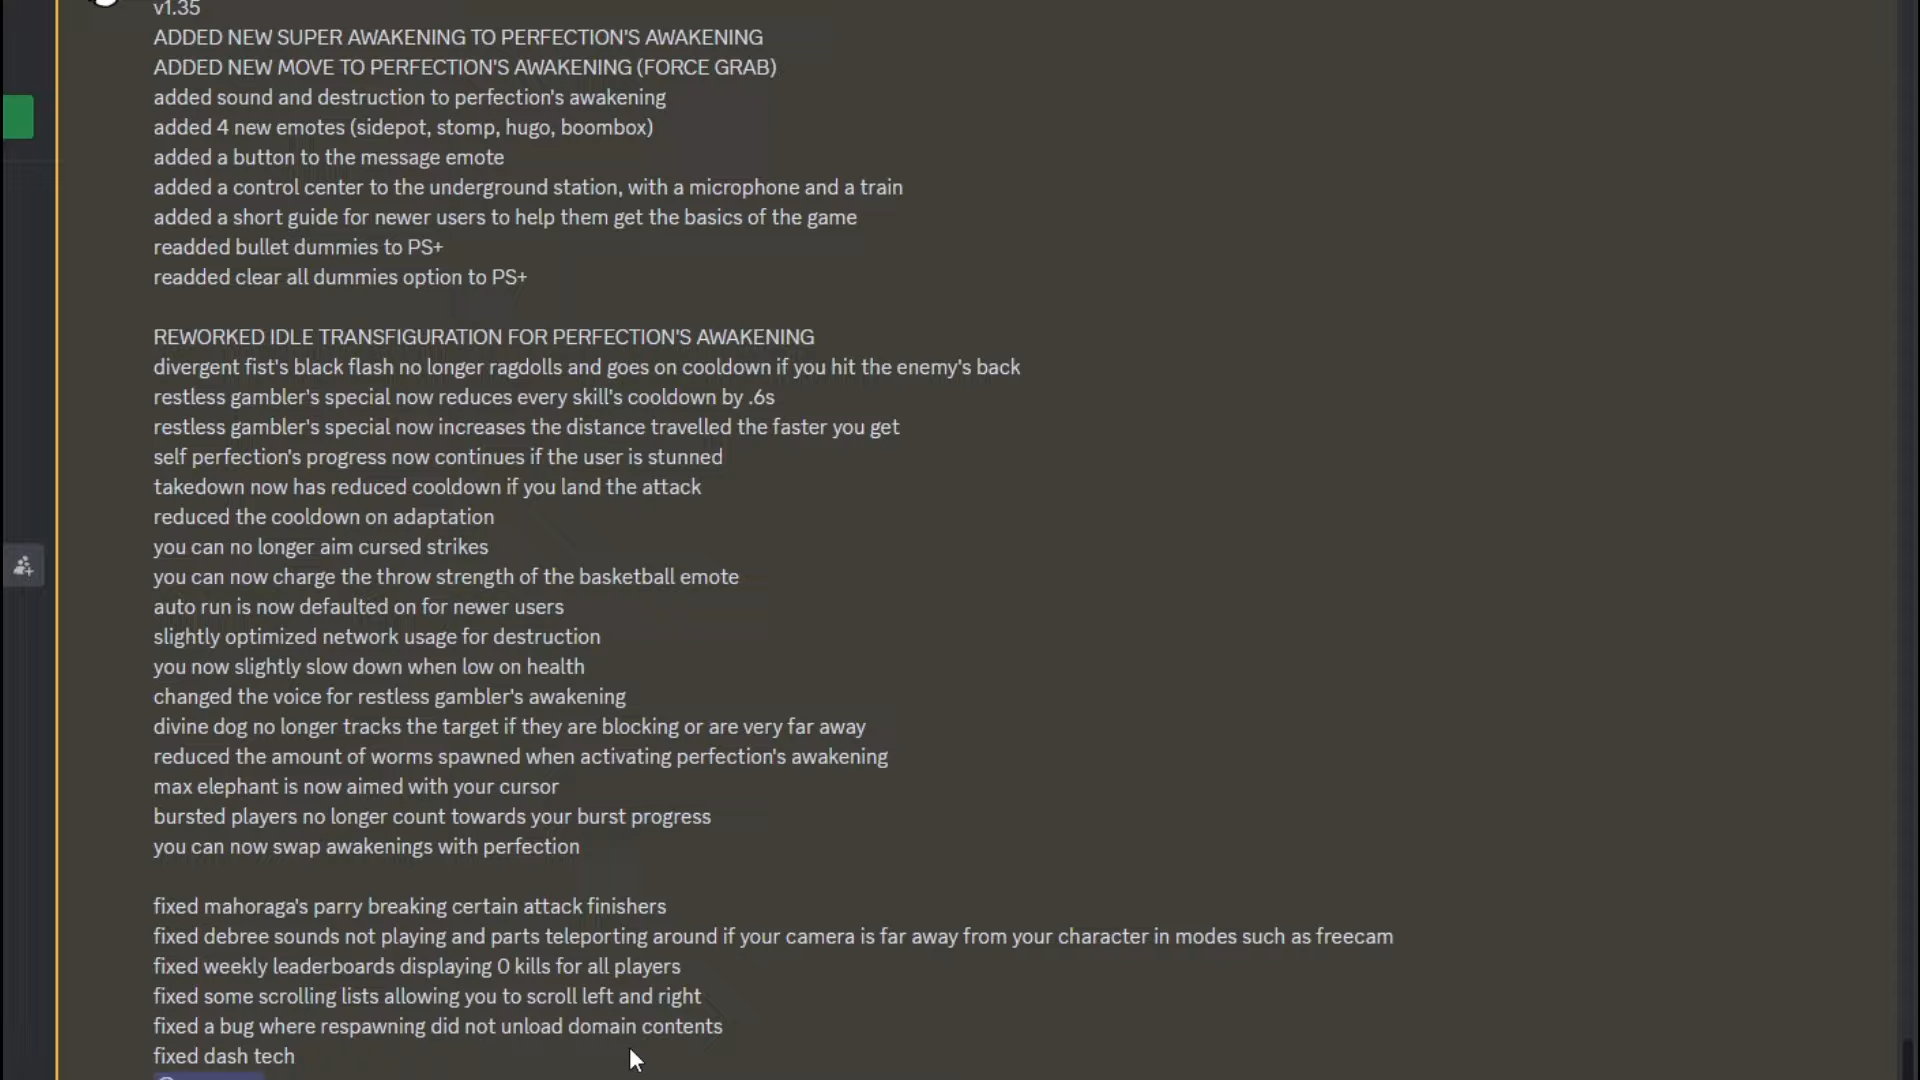 v1.35
ADDED NEW SUPER AWAKENING TO PERFECTION'S AWAKENING
ADDED NEW MOVE TO PERFECTION'S AWAKENING (FORCE GRAB)
added sound and destruction to perfection's awakening
added 4 new emotes (sidepot, stomp, hugo, boombox)
added a button to the message emote
added a control center to the underground station, with a microphone and a train
added a short guide for newer users to help them get the basics of the game
readded bullet dummies to PS+
readded clear all dummies option to PS+
REWORKED IDLE TRANSFIGURATION FOR PERFECTION'S AWAKENING
divergent fist's black flash no longer ragdolls and goes on cooldown if you hit the enemy's back
restless gambler's special now reduces every skill's cooldown by .6s
restless gambler's special now increases the distance travelled the faster you get
self perfection's progress now continues if the user is stunned
takedown now has reduced cooldown if you land the attack
reduced the cooldown on adaptation
you can no longer aim cursed strikes
you can now charge the throw strength of the basketball emote
auto run is now defaulted on for newer users
slightly optimized network usage for destruction
you now slightly slow down when low on health
changed the voice for restless gambler's awakening
divine dog no longer tracks the target if they are blocking or are very far away
reduced the amount of worms spawned when activating perfection's awakening
max elephant is now aimed with your cursor
bursted players no longer count towards your burst progress
you can now swap awakenings with perfection
fixed mahoraga's parry breaking certain attack finishers
fixed debree sounds not playing and parts teleporting around if your camera is far away from your character in modes such as freecam
fixed weekly leaderboards displaying 0 kills for all players
fixed some scrolling lists allowing you to scroll left and right
fixed a bug where respawning did not unload domain contents
fixed dash tech